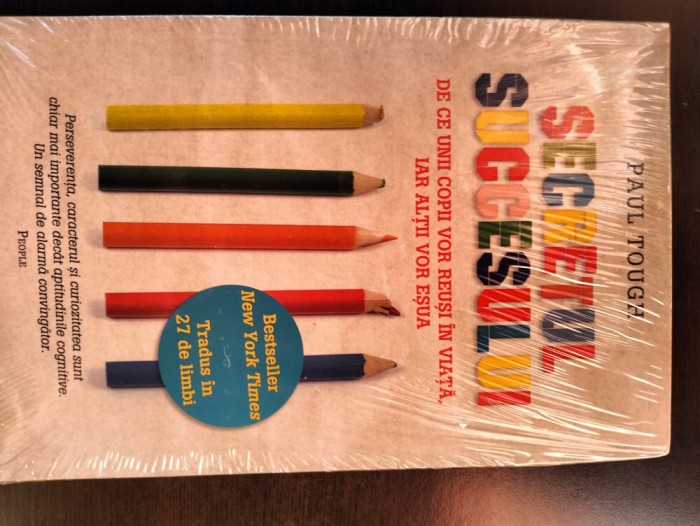 PAUL TOUGH
SECRETUL
SUCCESULUI
DE CE UNII COPII VOR REUȘI ÎN VIAȚĂ,
IAR ALȚII VOR EȘUA
Bestseller
New York Times
Tradus în
27 de limbi
Perseverența, caracterul și curiozitatea sunt
chiar mai importante decât aptitudinile cognitive.
Un semnal de alarmă convingător.
PEOPLE